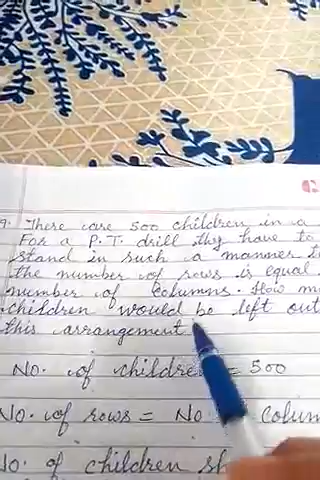 9. There are 500 children in a
For a P.T. drill they have to
stand in such a manner
the number of rows is equal
number of columns. How
children would be left out
this arrangement
No. of children = 500
No. of rows = No
No. of children